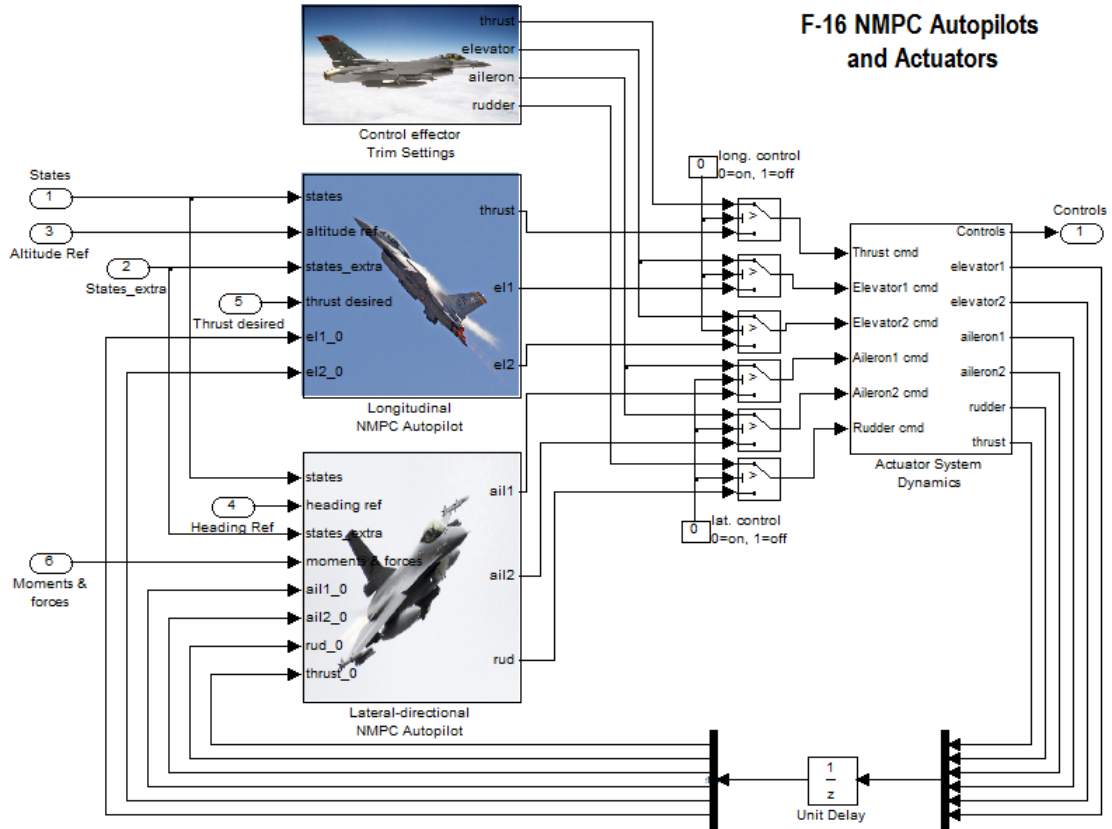 F-16 NMPC Autopilots
and Actuators
thrust
elevator
aileron
rudder
Control effector
Trim Settings
States
1
3
Altitude Ref
2
States_extra
5
Thrust desired
states
altitude ref
states_extra
thrust desired
el1_0
el2_0
thrust
el1
el2
Longitudinal
NMPC Autopilot
0
long. control
0=on, 1=off
>
>
>
>
>
>
0
lat. control
0=on, 1=off
4
Heading Ref
6
Moments &
forces
states
heading ref
states_extra
moments & forces
ail1_0
ail2_0
rud_0
thrust_0
ail1
ail2
rud
Lateral-directional
NMPC Autopilot
Thrust cmd
Elevator1 cmd
Elevator2 cmd
Aileron1 cmd
Aileron2 cmd
Rudder cmd
Controls
elevator1
elevator2
aileron1
aileron2
rudder
thrust
Actuator System
Dynamics
Controls
1
1
z
Unit Delay